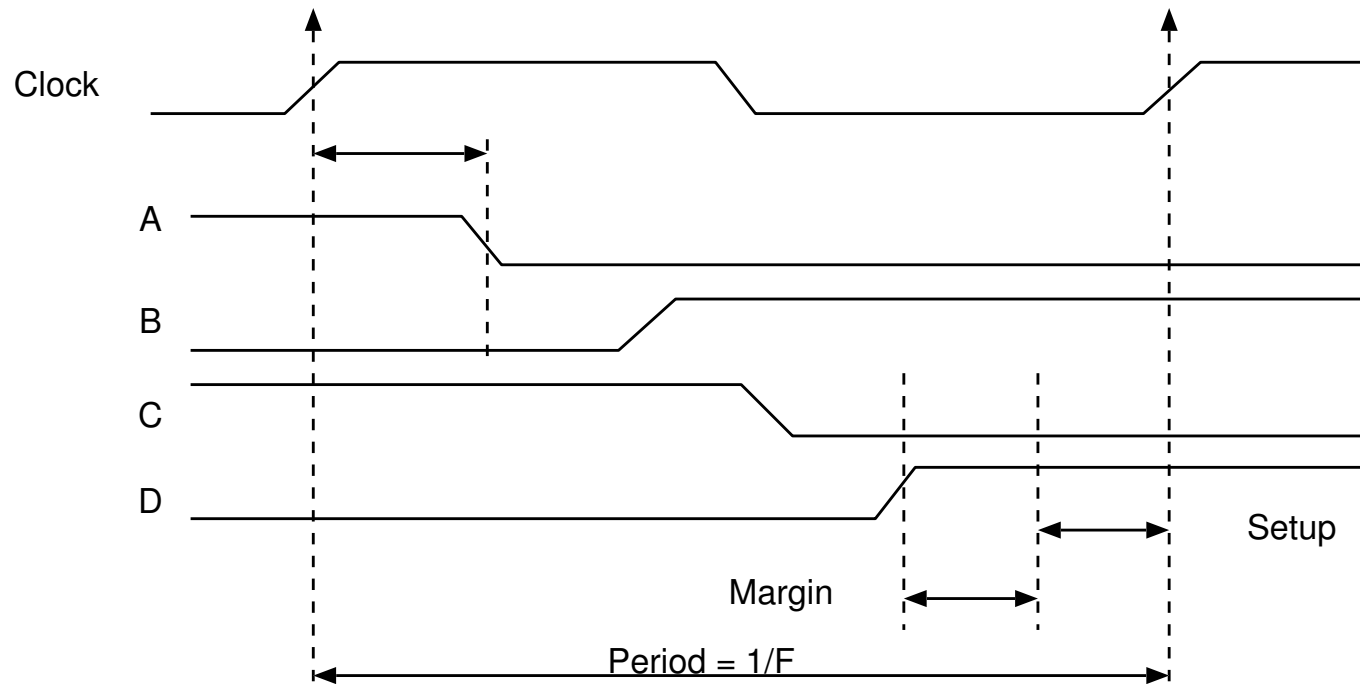 Clock
A
B
C
D
Setup
Margin
Period = 1/F